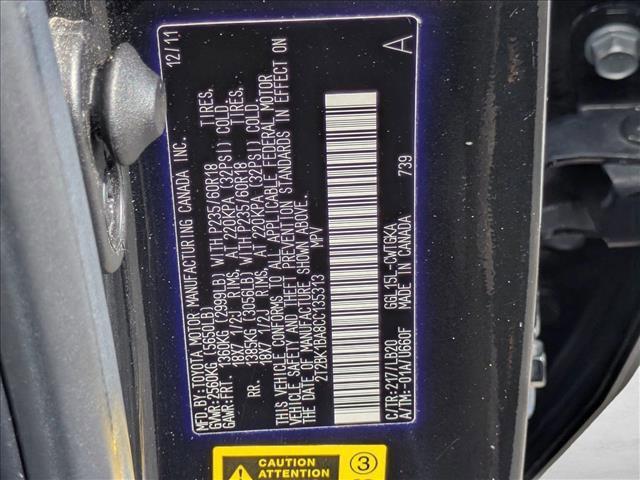 12/11
A
MFD.BY:TOYOTA MOTOR MANUFACTURING CANADA INC.
GVWR:2560KG (5650LB)
GAWR:FRT. 1360KG (2999LB) WITH P235/60R18 TIRES,
18X7 1/2J RIMS, AT 220KPA (32PSI) COLD.
RR. 1385KG (3056LB) WITH P235/60R18 TIRES,
18X7 1/2J RIMS, AT 220KPA (32PSI) COLD.
THIS VEHICLE CONFORMS TO ALL APPLICABLE FEDERAL MOTOR
VEHICLE SAFETY AND THEFT PREVENTION STANDARDS IN EFFECT ON
THE DATE OF MANUFACTURE SHOWN ABOVE.
2T2BK1BA8CC135313 MPV
C/TR:217/LB20 GGL15L-CWTGKA
A/TM:-01A/U660F MADE IN CANADA 739
CAUTION
ATTENTION
3